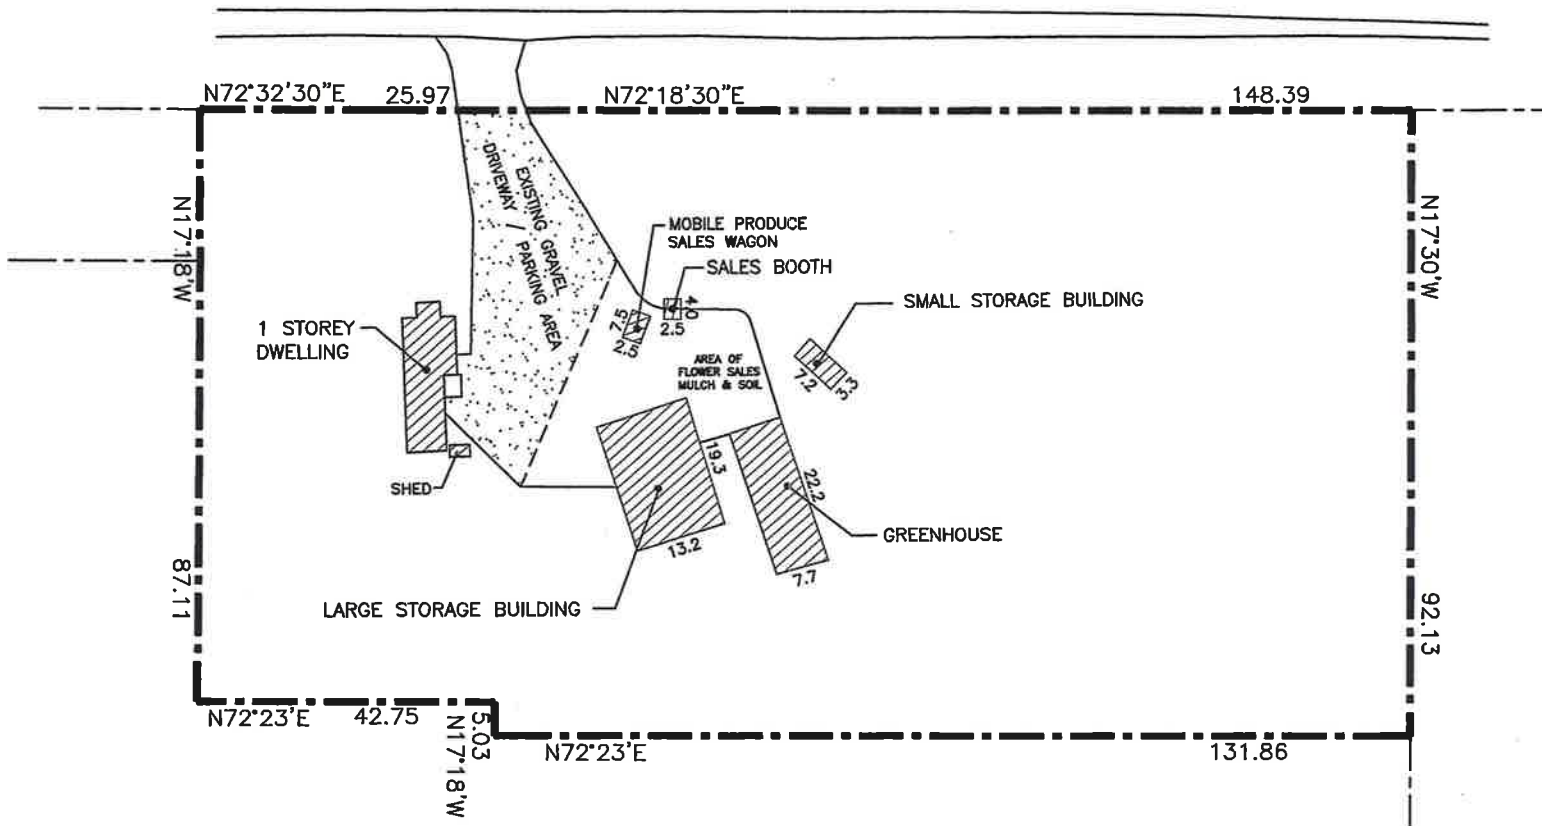 N72°32'30"E
25.97
N72°18'30"E
148.39
N17°18'W
87.11
N17°30'W
92.13
EXISTING GRAVEL
DRIVEWAY / PARKING AREA
MOBILE PRODUCE
SALES WAGON
SALES BOOTH
SMALL STORAGE BUILDING
4.0
2.5
7.5
2.5
7.2
3.3
1 STOREY
DWELLING
AREA OF
FLOWER SALES
MULCH & SOIL
19.3
22.2
SHED
13.2
7.7
GREENHOUSE
LARGE STORAGE BUILDING
N72°23'E
42.75
5.03
N17°18'W
N72°23'E
131.86